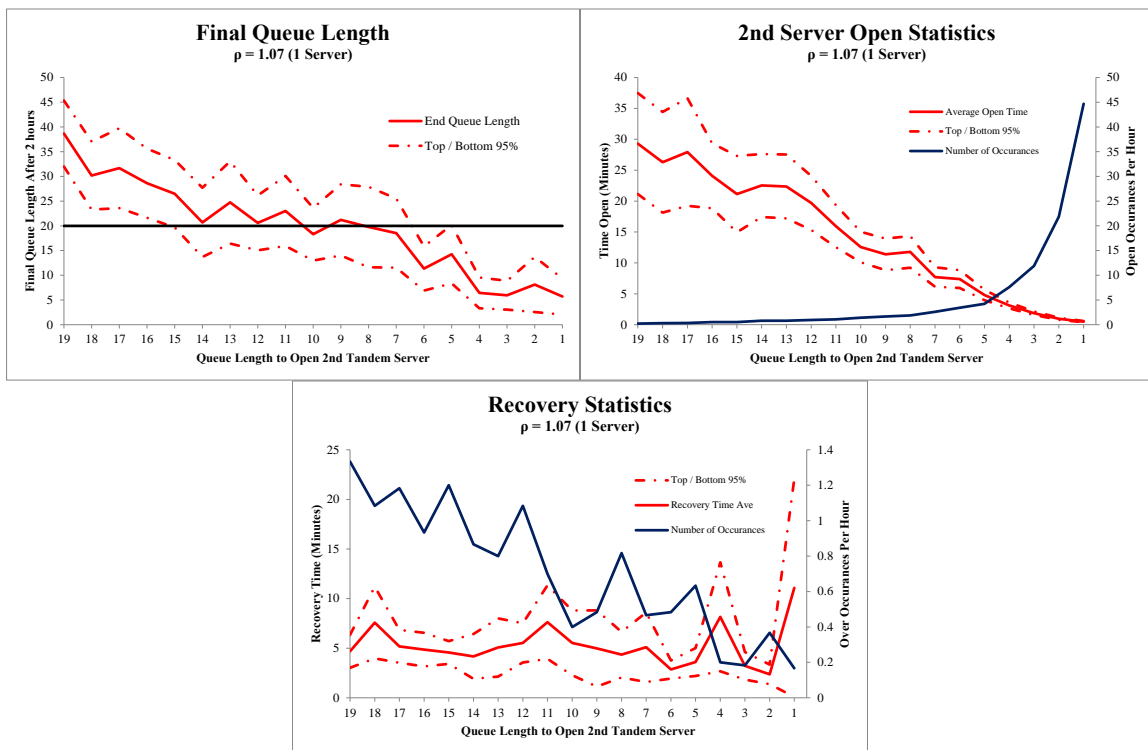 Final Queue Length
ρ = 1.07 (1 Server)
50
45
40
35
30
25
20
15
10
5
0
Final Queue Length After 2 hours
End Queue Length
Top / Bottom 95%
19 18 17 16 15 14 13 12 11 10 9 8 7 6 5 4 3 2 1
Queue Length to Open 2nd Tandem Server
2nd Server Open Statistics
ρ = 1.07 (1 Server)
40
35
30
25
20
15
10
5
0
Time Open (Minutes)
Average Open Time
Top / Bottom 95%
Number of Occurances
50
45
40
35
30
25
20
15
10
5
0
Open Occurances Per Hour
19 18 17 16 15 14 13 12 11 10 9 8 7 6 5 4 3 2 1
Queue Length to Open 2nd Tandem Server
Recovery Statistics
ρ = 1.07 (1 Server)
25
20
15
10
5
0
Recovery Time (Minutes)
Top / Bottom 95%
Recovery Time Ave
Number of Occurances
1.4
1.2
1
0.8
0.6
0.4
0.2
0
Over Occurances Per Hour
19 18 17 16 15 14 13 12 11 10 9 8 7 6 5 4 3 2 1
Queue Length to Open 2nd Tandem Server